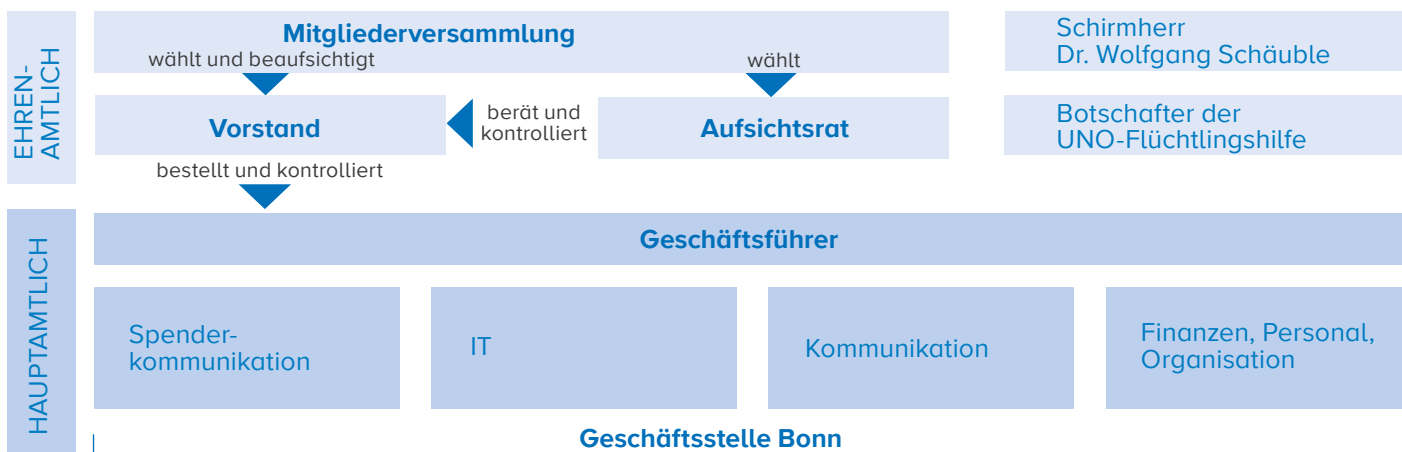 EHREN-
AMTLICH
Mitgliederversammlung
wählt und beaufsichtigt
wählt
Schirmherr
Dr. Wolfgang Schäuble
Vorstand
berät und
kontrolliert
Aufsichtsrat
Botschafter der
UNO-Flüchtlingshilfe
bestellt und kontrolliert
HAUPTAMTLICH
Geschäftsführer
Spender-
kommunikation
IT
Kommunikation
Finanzen, Personal,
Organisation
Geschäftsstelle Bonn